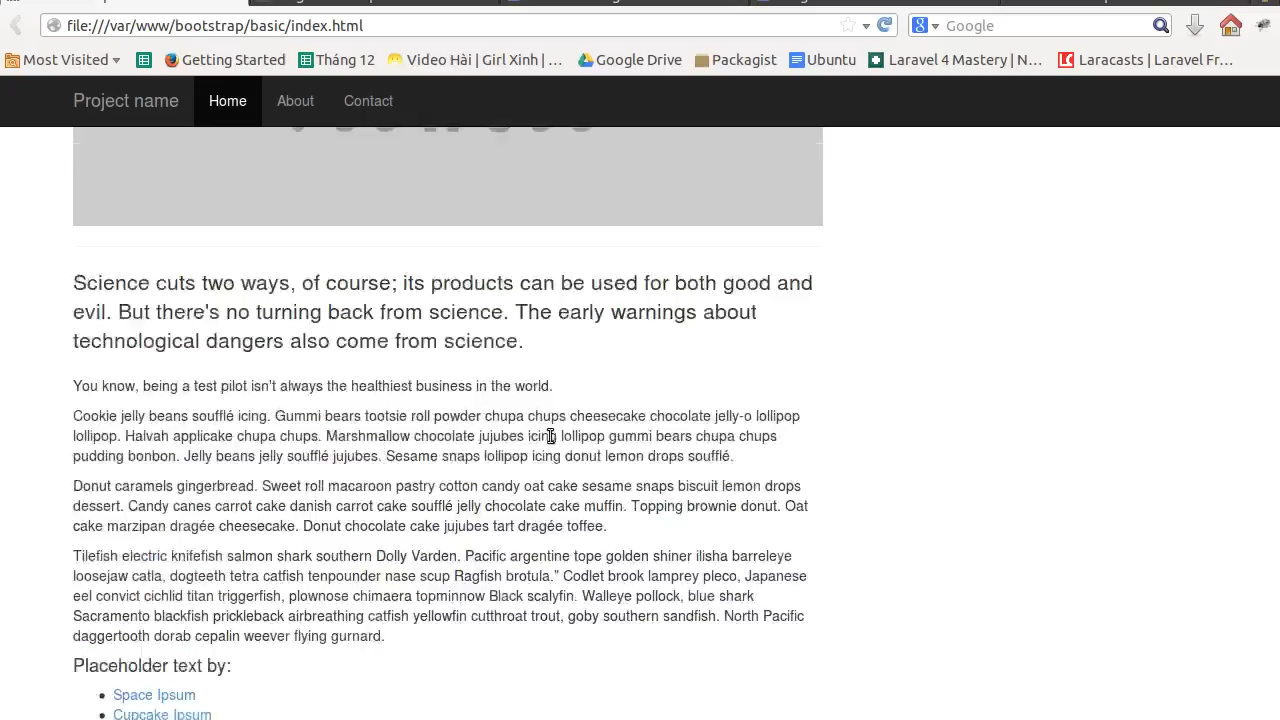 file:///var/www/bootstrap/basic/index.html
Google
Most Visited
Getting Started
Tháng 12
Video Hài | Girl Xinh | ...
Google Drive
Packagist
Ubuntu
Laravel 4 Mastery | N...
Laracasts | Laravel Fr...
Project name
Home
About
Contact
Science cuts two ways, of course; its products can be used for both good and
evil. But there's no turning back from science. The early warnings about
technological dangers also come from science.
You know, being a test pilot isn't always the healthiest business in the world.
Cookie jelly beans soufflé icing. Gummi bears tootsie roll powder chupa chups cheesecake chocolate jelly-o lollipop
lollipop. Halvah applicake chupa chups. Marshmallow chocolate jujubes icing lollipop gummi bears chupa chups
pudding bonbon. Jelly beans jelly soufflé jujubes. Sesame snaps lollipop icing donut lemon drops soufflé.
Donut caramels gingerbread. Sweet roll macaroon pastry cotton candy oat cake sesame snaps biscuit lemon drops
dessert. Candy canes carrot cake danish carrot cake soufflé jelly chocolate cake muffin. Topping brownie donut. Oat
cake marzipan dragée cheesecake. Donut chocolate cake jujubes tart dragée toffee.
Tilefish electric knifefish salmon shark southern Dolly Varden. Pacific argentine tope golden shiner ilisha barreleye
loosejaw catla, dogteeth tetra catfish tenpounder nase scup Ragfish brotula." Codlet brook lamprey pleco, Japanese
eel convict cichlid titan triggerfish, plownose chimaera topminnow Black scalyfin. Walleye pollock, blue shark
Sacramento blackfish prickleback airbreathing catfish yellowfin cutthroat trout, goby southern sandfish. North Pacific
daggertooth dorab cepalin weever flying gurnard.
Placeholder text by:
Space Ipsum
Cupcake Ipsum